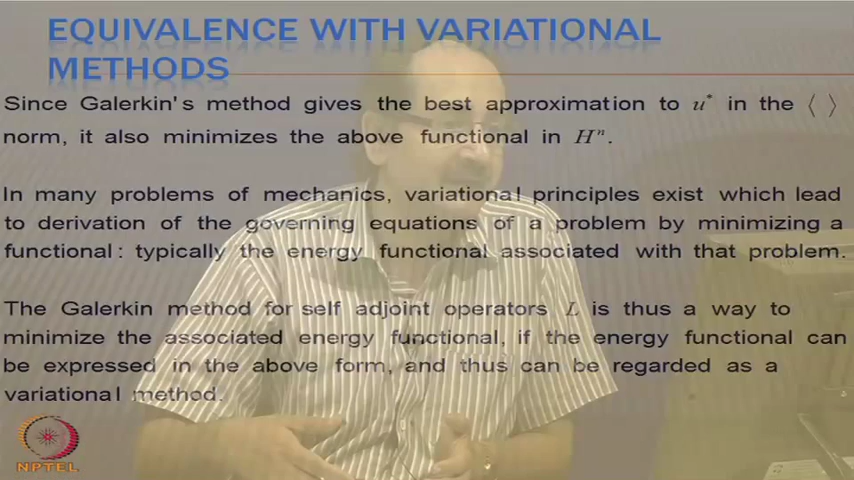 EQUIVALENCE WITH VARIATIONAL
METHODS
Since Galerkin's method gives the best approximation to u* in the ⟨ ⟩
norm, it also minimizes the above functional in Hⁿ.
In many problems of mechanics, variational principles exist which lead
to derivation of the governing equations of a problem by minimizing a
functional: typically the energy functional associated with that problem.
The Galerkin method for self adjoint operators L is thus a way to
minimize the associated energy functional, if the energy functional can
be expressed in the above form, and thus can be regarded as a
variational method.
NPTEL